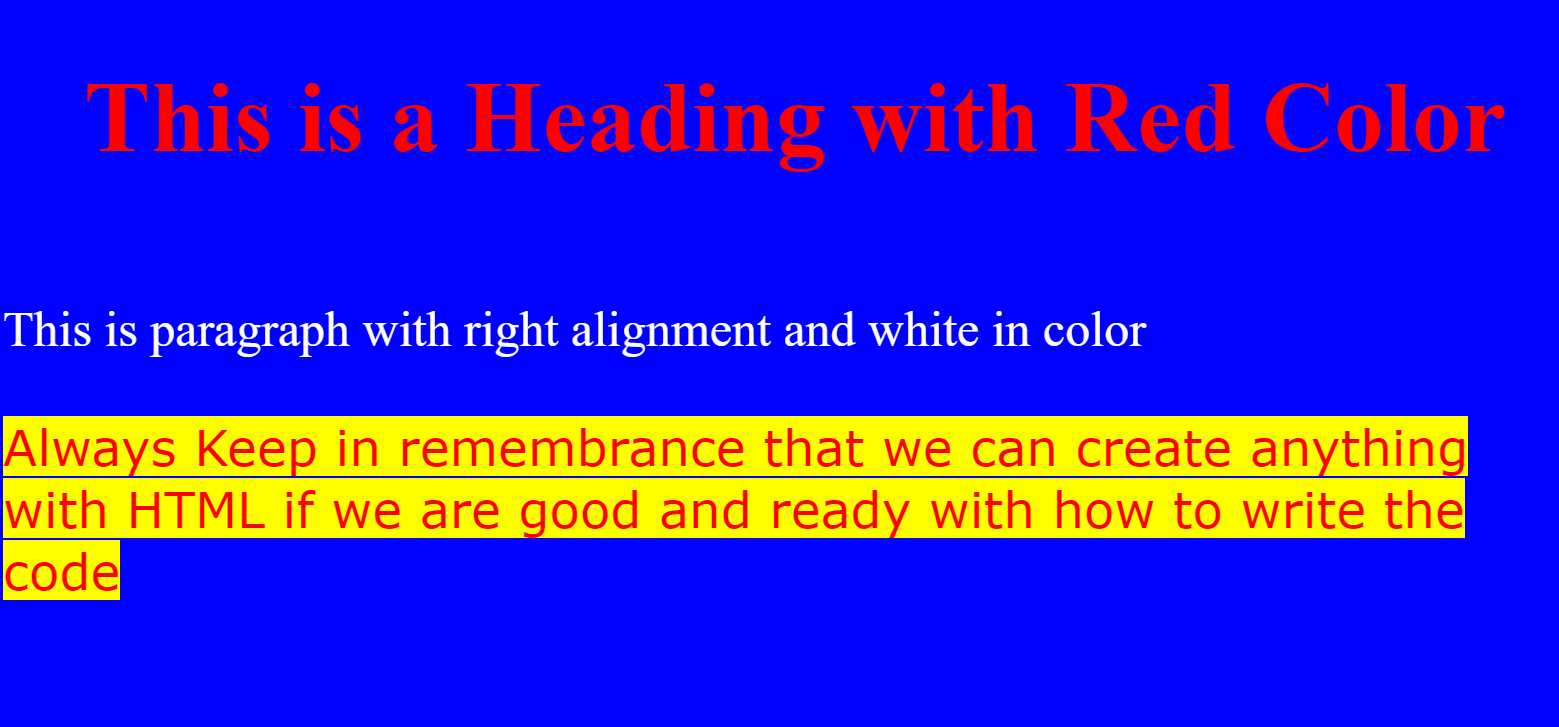 This is a Heading with Red Color
This is paragraph with right alignment and white in color
Always Keep in remembrance that we can create anything
with HTML if we are good and ready with how to write the
code